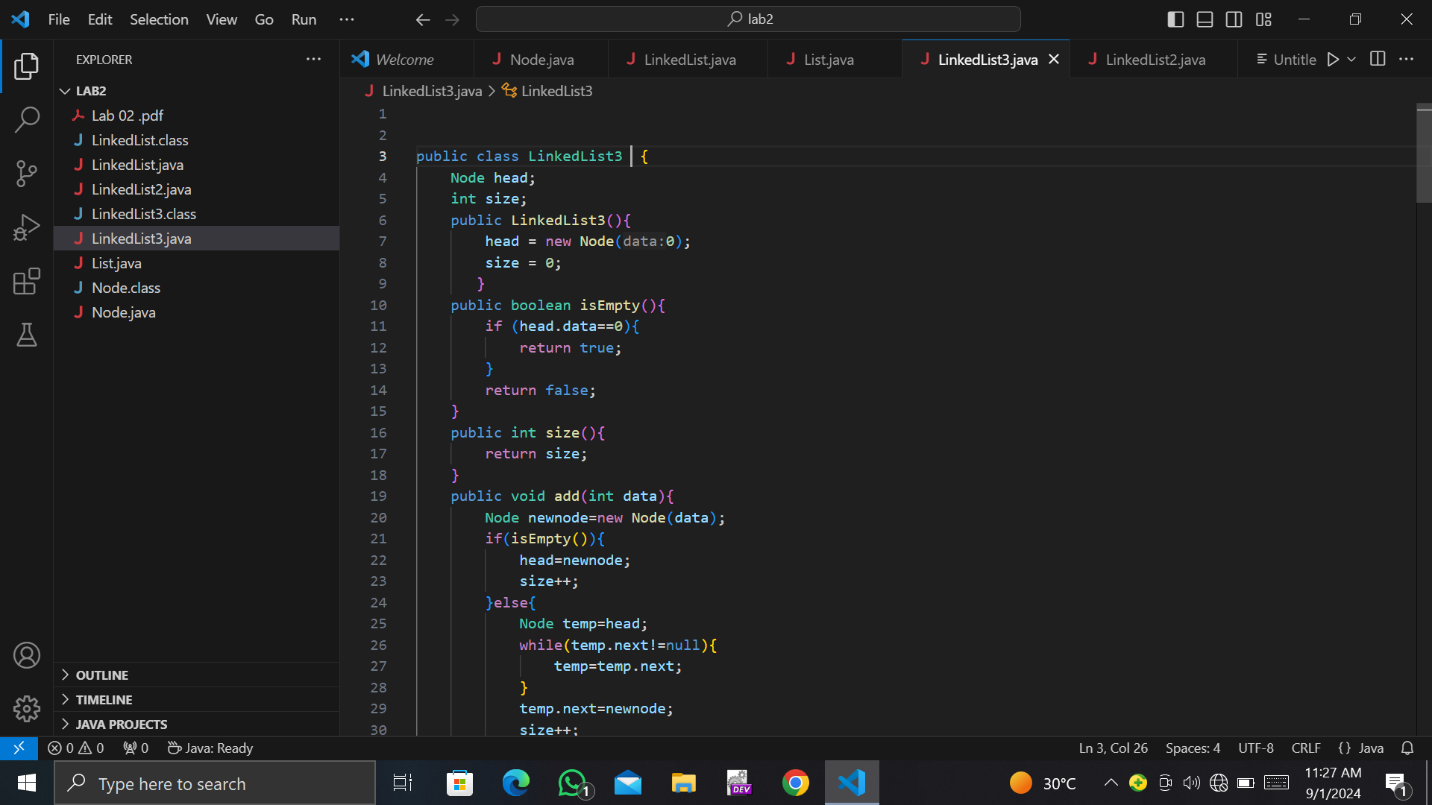 File Edit Selection View Go Run ···
lab2
EXPLORER
LAB2
Lab 02 .pdf
LinkedList.class
LinkedList.java
LinkedList2.java
LinkedList3.class
LinkedList3.java
List.java
Node.class
Node.java
OUTLINE
TIMELINE
JAVA PROJECTS
Welcome Node.java LinkedList.java List.java LinkedList3.java LinkedList2.java Untitle
LinkedList3.java > LinkedList3
1
2
3 public class LinkedList3 {
4 Node head;
5 int size;
6 public LinkedList3(){
7 head = new Node(data:0);
8 size = 0;
9 }
10 public boolean isEmpty(){
11 if (head.data==0){
12 return true;
13 }
14 return false;
15 }
16 public int size(){
17 return size;
18 }
19 public void add(int data){
20 Node newnode=new Node(data);
21 if(isEmpty()){
22 head=newnode;
23 size++;
24 }else{
25 Node temp=head;
26 while(temp.next!=null){
27 temp=temp.next;
28 }
29 temp.next=newnode;
30 size++;
0 0 0 Java: Ready Ln 3, Col 26 Spaces: 4 UTF-8 CRLF {} Java
Type here to search 1 DEV 30°C 11:27 AM 1
9/1/2024